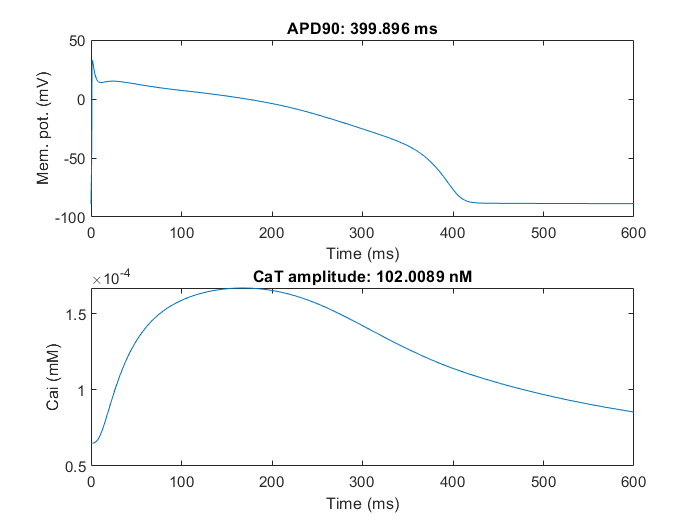 APD90: 399.896 ms
50
0
-50
-100
Mem. pot. (mV)
0 100 200 300 400 500 600
Time (ms)
×10-4
CaT amplitude: 102.0089 nM
1.5
1
0.5
Cai (mM)
0 100 200 300 400 500 600
Time (ms)